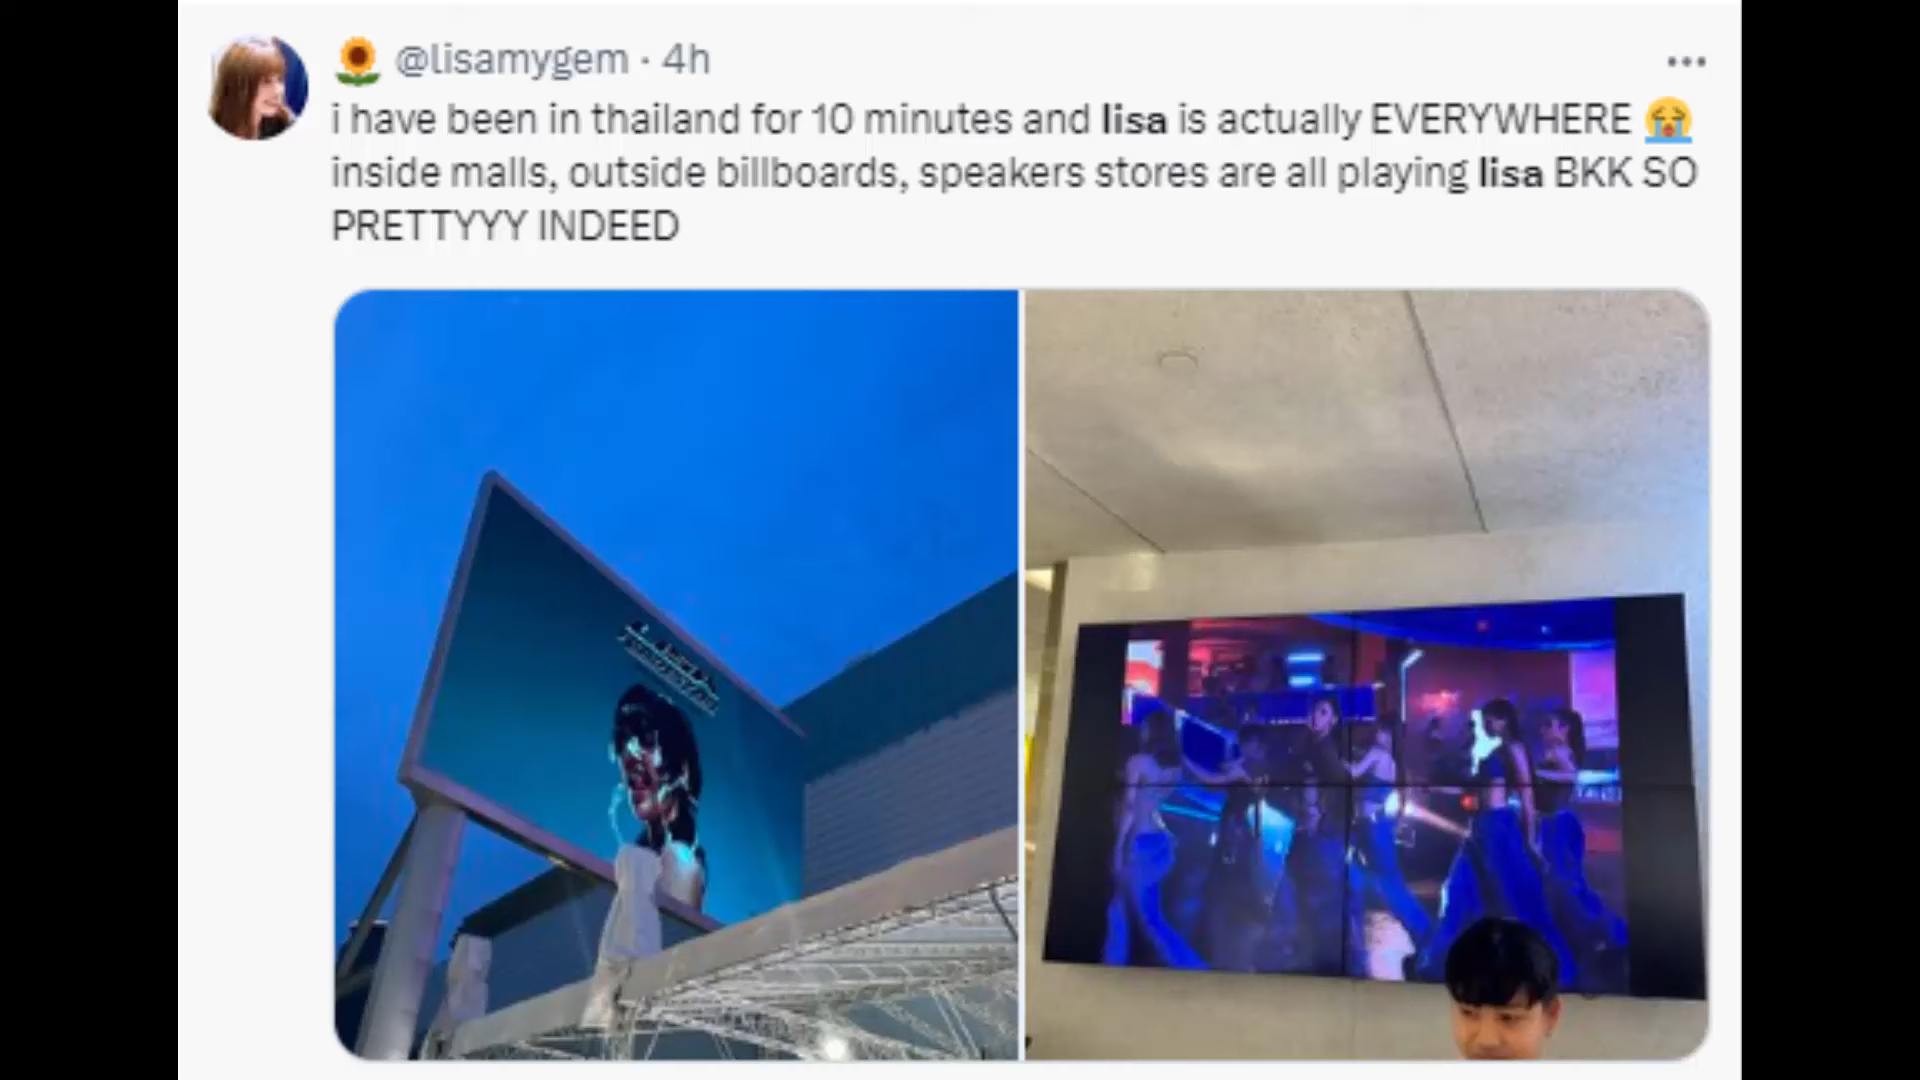 🌻 @lisamygem · 4h
i have been in thailand for 10 minutes and lisa is actually EVERYWHERE 😭
inside malls, outside billboards, speakers stores are all playing lisa BKK SO
PRETTYYY INDEED